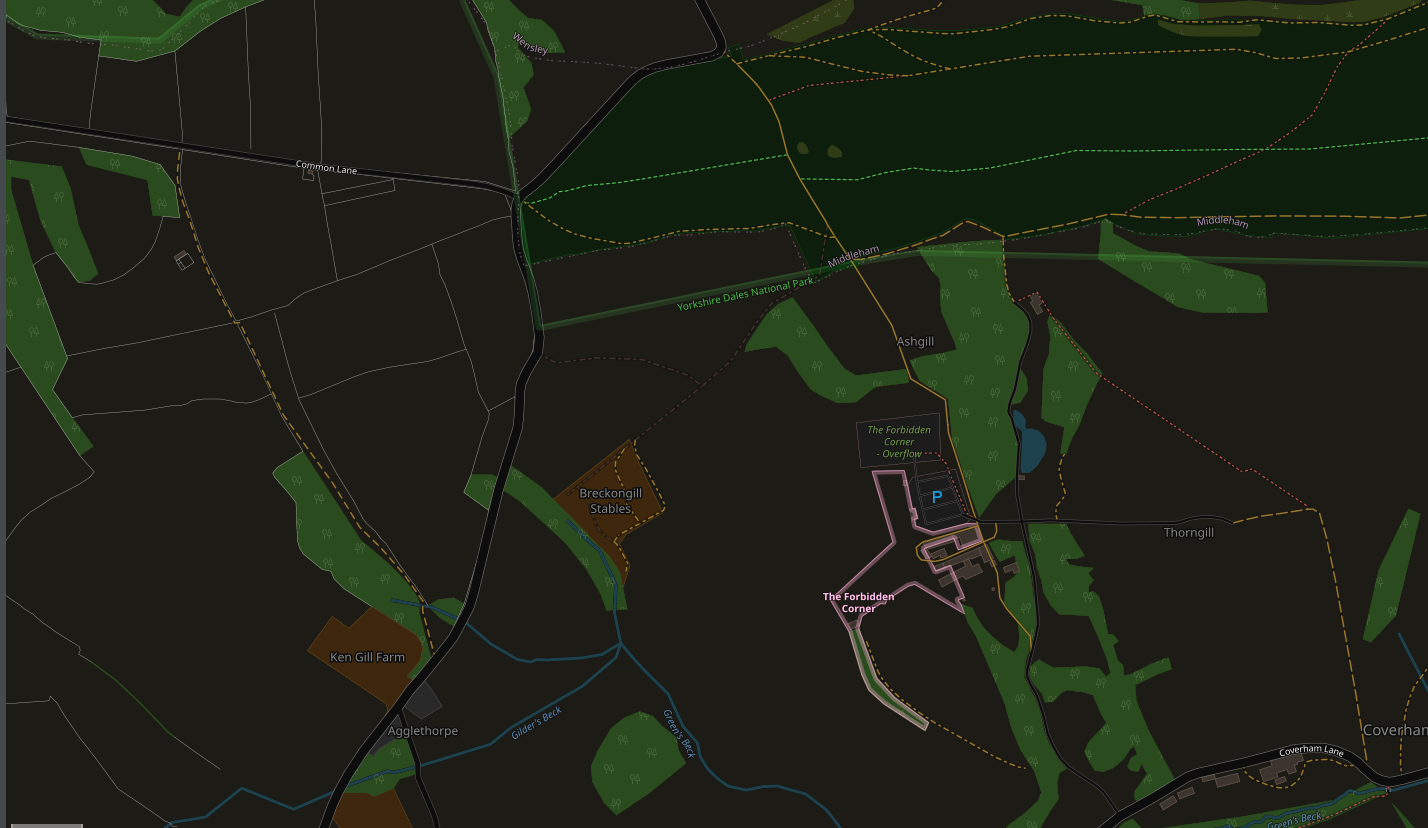 Wensley
Common Lane
Middleham
Middleham
Yorkshire Dales National Park
Ashgill
The Forbidden
Corner
- Overflow
Breckongill
Stables
P
Thorngill
The Forbidden
Corner
Ken Gill Farm
Agglethorpe
Gilder's Beck
Green's Beck
Coverham Lane
Coverhan
Green's Beck